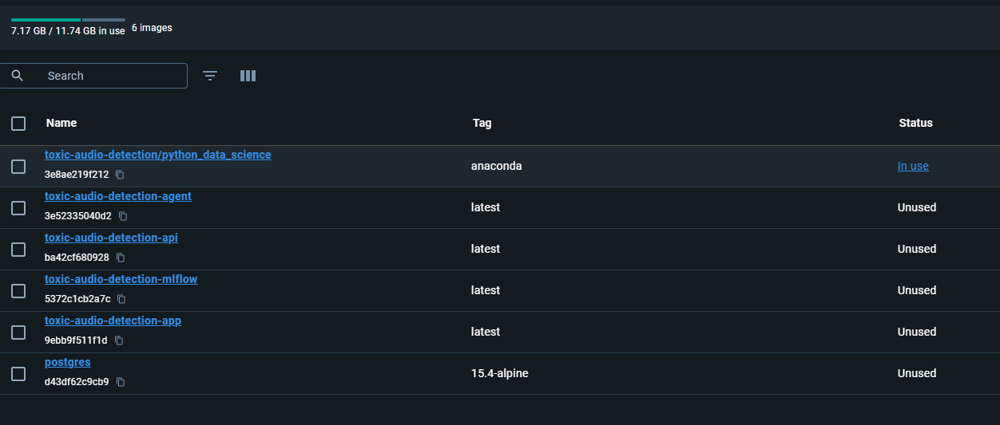 7.17 GB / 11.74 GB in use 6 images
Search
Name Tag Status
toxic-audio-detection/python_data_science
3e8ae219f212
anaconda
In use
toxic-audio-detection-agent
3e52335040d2
latest
Unused
toxic-audio-detection-api
ba42cf680928
latest
Unused
toxic-audio-detection-mlflow
5372c1cb2a7c
latest
Unused
toxic-audio-detection-app
9ebb9f511f1d
latest
Unused
postgres
d43df62c9cb9
15.4-alpine
Unused